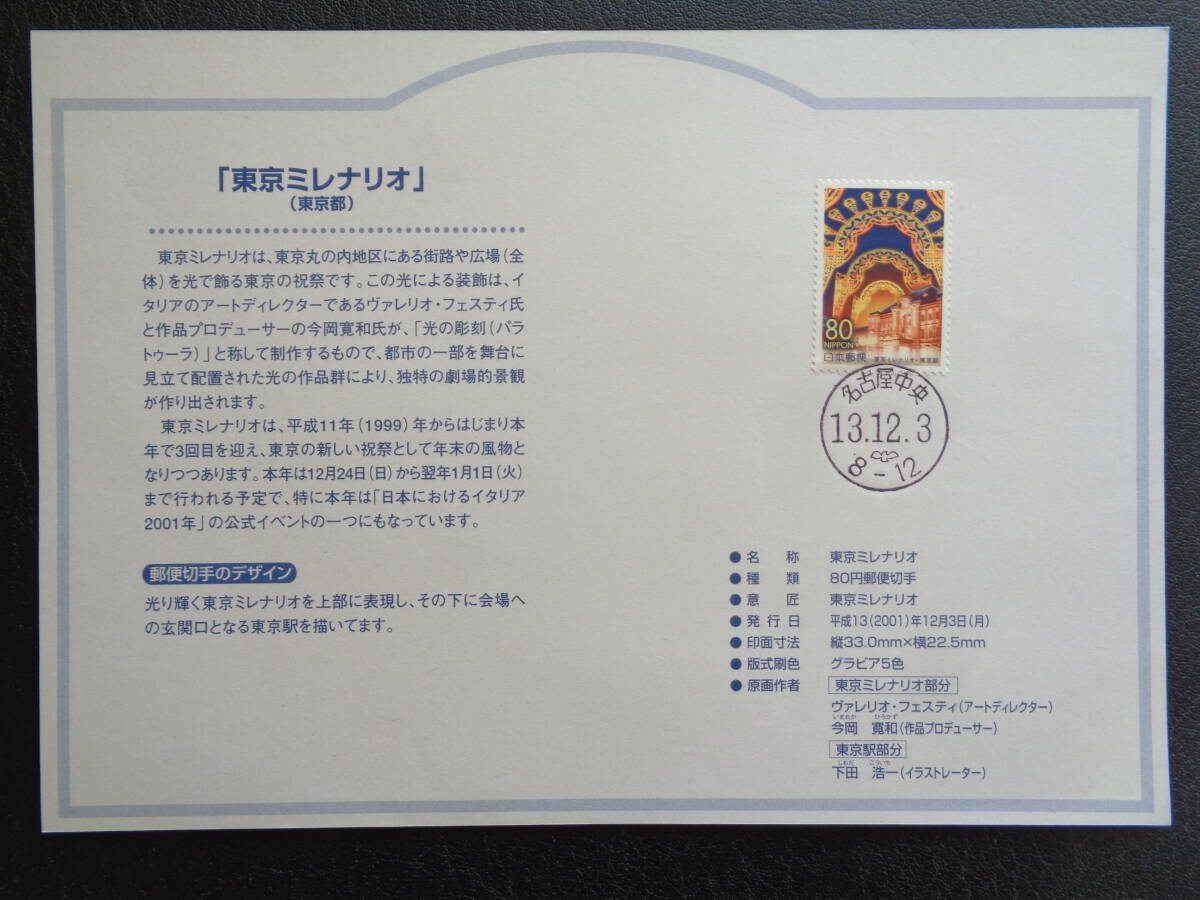 「東京ミレナリオ」
(東京都)
東京ミレナリオは、東京丸の内地区にある街路や広場(全
体)を光で飾る東京の祝祭です。この光による装飾は、イ
タリアのアートディレクターであるヴァレリオ・フェスティ氏
と作品プロデューサーの今岡寛和氏が、「光の彫刻(パラ
トゥーラ)」と称して制作するもので、都市の一部を舞台に
見立て配置された光の作品群により、独特の劇場的景観
が作り出されます。
東京ミレナリオは、平成11年(1999)年からはじまり本
年で3回目を迎え、東京の新しい祝祭として年末の風物と
なりつつあります。本年は12月24日(日)から翌年1月1日(火)
まで行われる予定で、特に本年は「日本におけるイタリア
2001年」の公式イベントの一つにもなっています。
郵便切手のデザイン
光り輝く東京ミレナリオを上部に表現し、その下に会場へ
の玄関口となる東京駅を描いてます。
80
NIPPON
日本郵便 東京ミレナリオ・東京都
名古屋中央
13.12.3
8-12
●名 称 東京ミレナリオ
●種 類 80円郵便切手
●意 匠 東京ミレナリオ
●発行日 平成13(2001)年12月3日(月)
●印面寸法 縦33.0mm×横22.5mm
●版式刷色 グラビア5色
●原画作者 東京ミレナリオ部分
ヴァレリオ・フェスティ(アートディレクター)
いまおか ひろかず
今岡 寛和(作品プロデューサー)
東京駅部分
しもだ こういち
下田 浩一(イラストレーター)